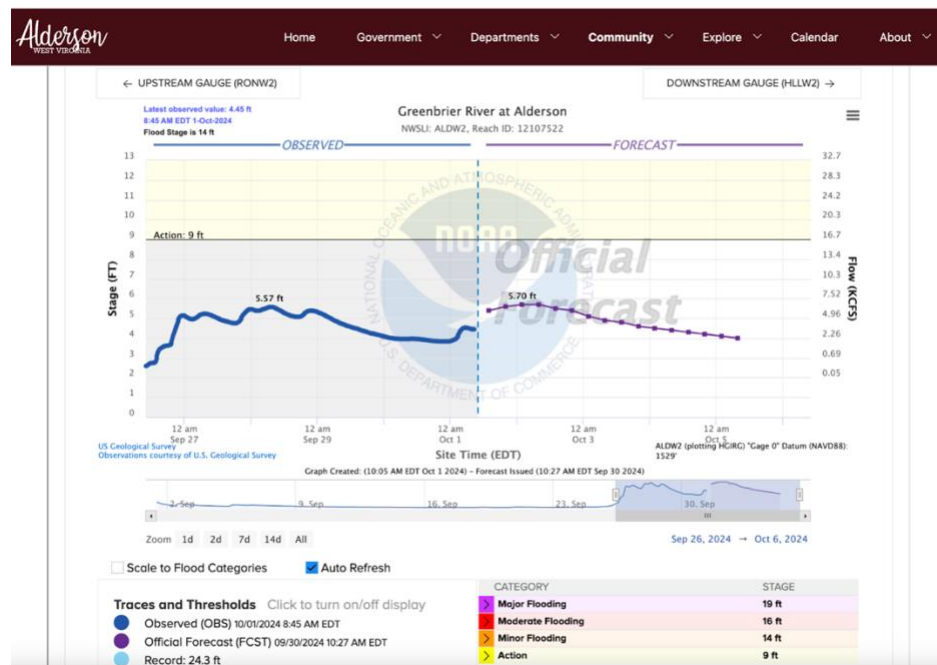 Alderson
WEST VIRGINIA
Home Government Departments Community Explore Calendar About
← UPSTREAM GAUGE (RONW2)
DOWNSTREAM GAUGE (HLLW2) →
Latest observed value: 4.45 ft
8:45 AM EDT 1-Oct-2024
Flood Stage is 14 ft
Greenbrier River at Alderson
NWSLI: ALDW2, Reach ID: 12107522
OBSERVED
FORECAST
13
12
11
10
9
8
7
6
5
4
3
2
1
0
Stage (FT)
Action: 9 ft
5.57 ft
5.70 ft
NATIONAL OCEANIC AND ATMOSPHERIC ADMINISTRATION
noaa
U.S. DEPARTMENT OF COMMERCE
Official
Forecast
32.7
28.3
24.2
20.3
16.7
13.4
10.3
7.52
4.96
2.26
0.69
0.05
Flow (KCFS)
12 am
Sep 27
12 am
Sep 29
12 am
Oct 1
12 am
Oct 3
12 am
Oct 5
Site Time (EDT)
US Geological Survey
Observations courtesy of U.S. Geological Survey
ALDW2 (plotting HGIRG) "Gage 0" Datum (NAVD88):
1529'
Graph Created: (10:05 AM EDT Oct 1 2024) - Forecast Issued (10:27 AM EDT Sep 30 2024)
2. Sep 9. Sep 16. Sep 23. Sep 30. Sep
Zoom 1d 2d 7d 14d All
Sep 26, 2024 → Oct 6, 2024
Scale to Flood Categories
Auto Refresh
Traces and Thresholds Click to turn on/off display
Observed (OBS) 10/01/2024 8:45 AM EDT
Official Forecast (FCST) 09/30/2024 10:27 AM EDT
Record: 24.3 ft
CATEGORY STAGE
Major Flooding 19 ft
Moderate Flooding 16 ft
Minor Flooding 14 ft
Action 9 ft